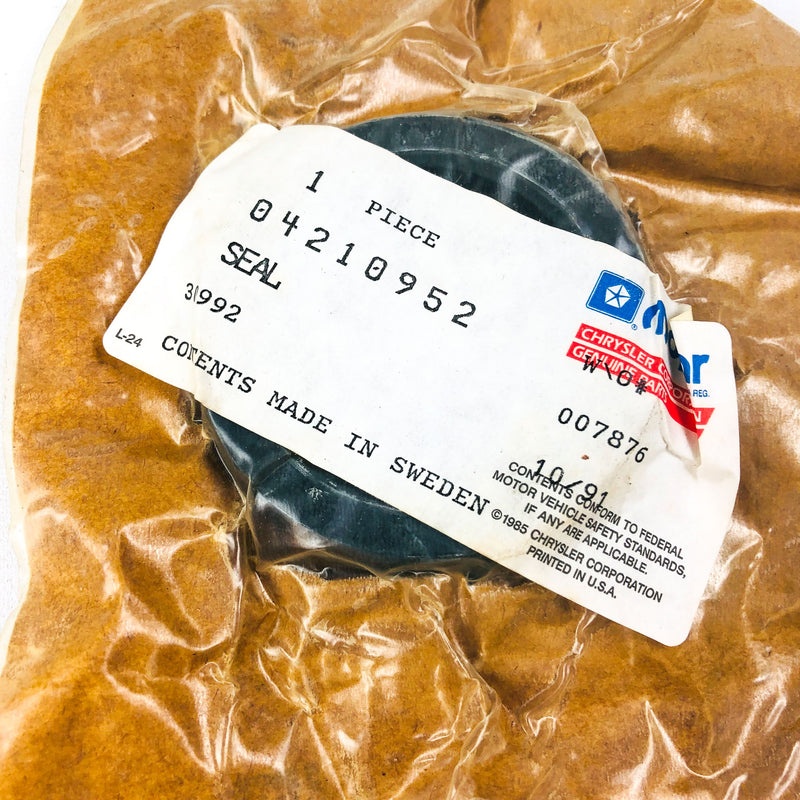 1 PIECE
04210952
SEAL
30992
L-24
CONTENTS MADE IN SWEDEN
CHRYSLER
GENUINE PARTS
REG.
W\O#
007876
10/91
CONTENTS CONFORM TO FEDERAL
MOTOR VEHICLE SAFETY STANDARDS,
IF ANY ARE APPLICABLE.
©1985 CHRYSLER CORPORATION
PRINTED IN U.S.A.